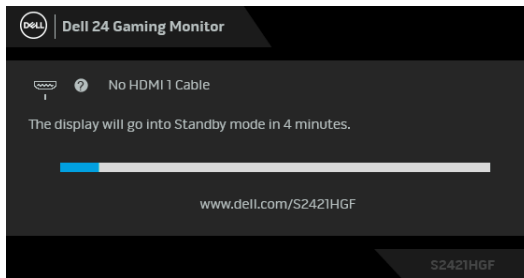 DELL Dell 24 Gaming Monitor
? No HDMI 1 Cable
The display will go into Standby mode in 4 minutes.
www.dell.com/S2421HGF
S2421HGF